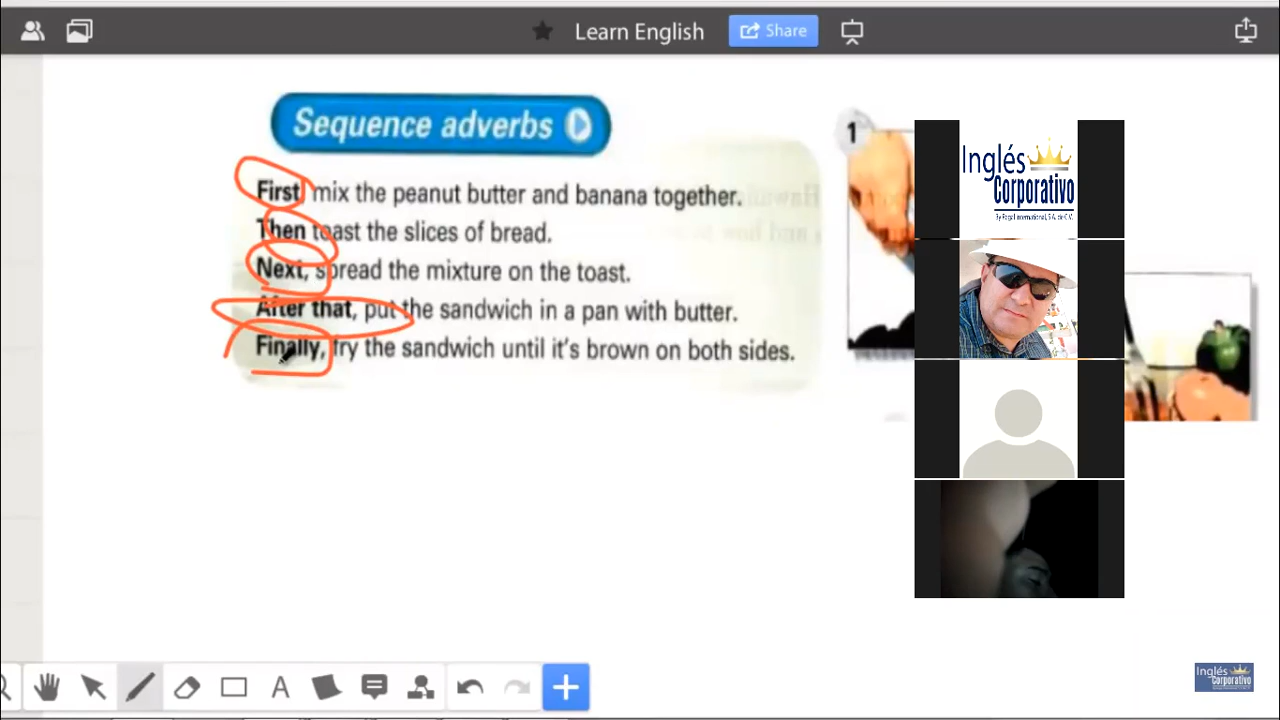 Learn English
Share
Sequence adverbs
First, mix the peanut butter and banana together.
Then toast the slices of bread.
Next, spread the mixture on the toast.
After that, put the sandwich in a pan with butter.
Finally, fry the sandwich until it's brown on both sides.
1
Inglés
Corporativo
A
Inglés
Corporativo